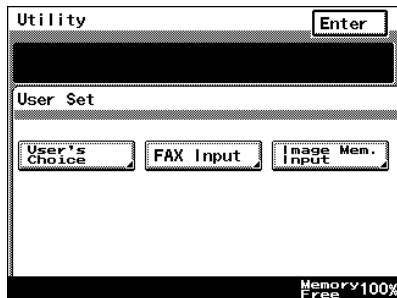 Utility
Enter
User Set
User's
Choice
FAX Input
Image Mem.
Input
Memory
Free 100%